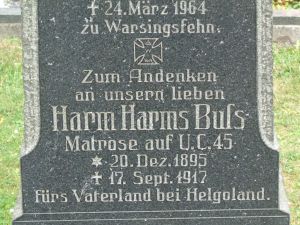 ✝ 24. März 1964
zu Warsingsfehn.
Zum Andenken
an unsern lieben
Harm Harms Buſs
Matrose auf U.C. 45
✶ 20. Dez. 1895
✝ 17. Sept. 1917
fürs Vaterland bei Helgoland.